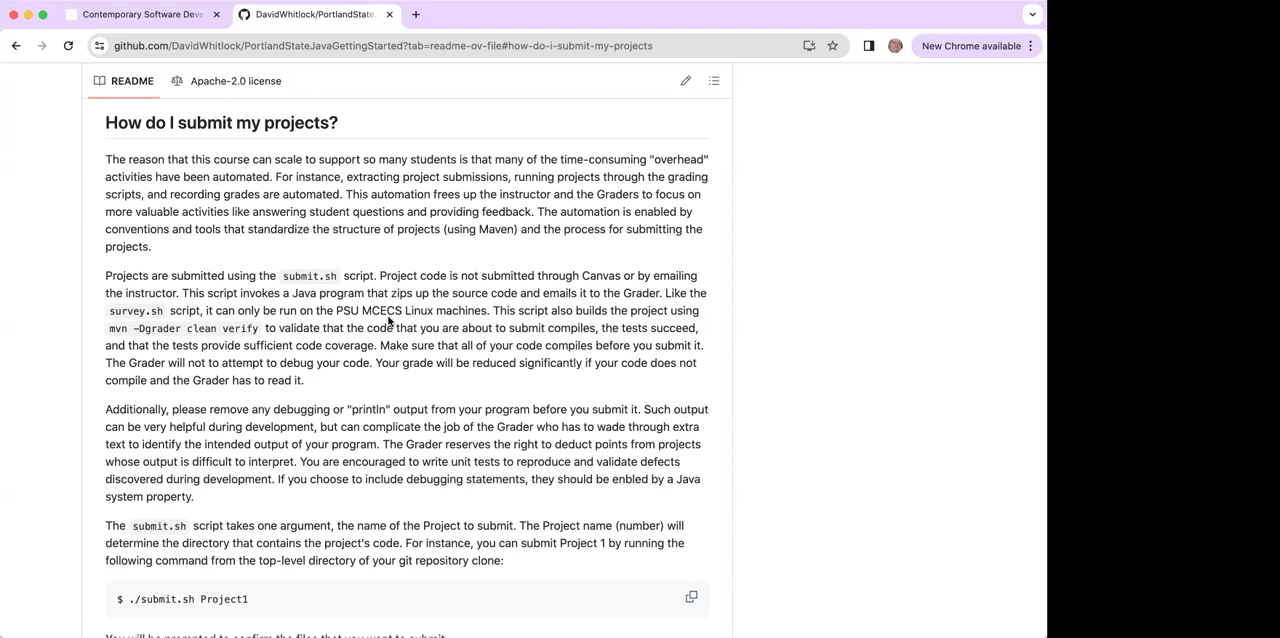 Contemporary Software Deve
DavidWhitlock/PortlandState
github.com/DavidWhitlock/PortlandStateJavaGettingStarted?tab=readme-ov-file#how-do-i-submit-my-projects
New Chrome available
README
Apache-2.0 license
How do I submit my projects?
The reason that this course can scale to support so many students is that many of the time-consuming "overhead"
activities have been automated. For instance, extracting project submissions, running projects through the grading
scripts, and recording grades are automated. This automation frees up the instructor and the Graders to focus on
more valuable activities like answering student questions and providing feedback. The automation is enabled by
conventions and tools that standardize the structure of projects (using Maven) and the process for submitting the
projects.
Projects are submitted using the submit.sh script. Project code is not submitted through Canvas or by emailing
the instructor. This script invokes a Java program that zips up the source code and emails it to the Grader. Like the
survey.sh script, it can only be run on the PSU MCECS Linux machines. This script also builds the project using
mvn -Dgrader clean verify to validate that the code that you are about to submit compiles, the tests succeed,
and that the tests provide sufficient code coverage. Make sure that all of your code compiles before you submit it.
The Grader will not to attempt to debug your code. Your grade will be reduced significantly if your code does not
compile and the Grader has to read it.
Additionally, please remove any debugging or "println" output from your program before you submit it. Such output
can be very helpful during development, but can complicate the job of the Grader who has to wade through extra
text to identify the intended output of your program. The Grader reserves the right to deduct points from projects
whose output is difficult to interpret. You are encouraged to write unit tests to reproduce and validate defects
discovered during development. If you choose to include debugging statements, they should be enbled by a Java
system property.
The submit.sh script takes one argument, the name of the Project to submit. The Project name (number) will
determine the directory that contains the project's code. For instance, you can submit Project 1 by running the
following command from the top-level directory of your git repository clone:
$ ./submit.sh Project1
You will be prompted to confirm the files that you want to submit